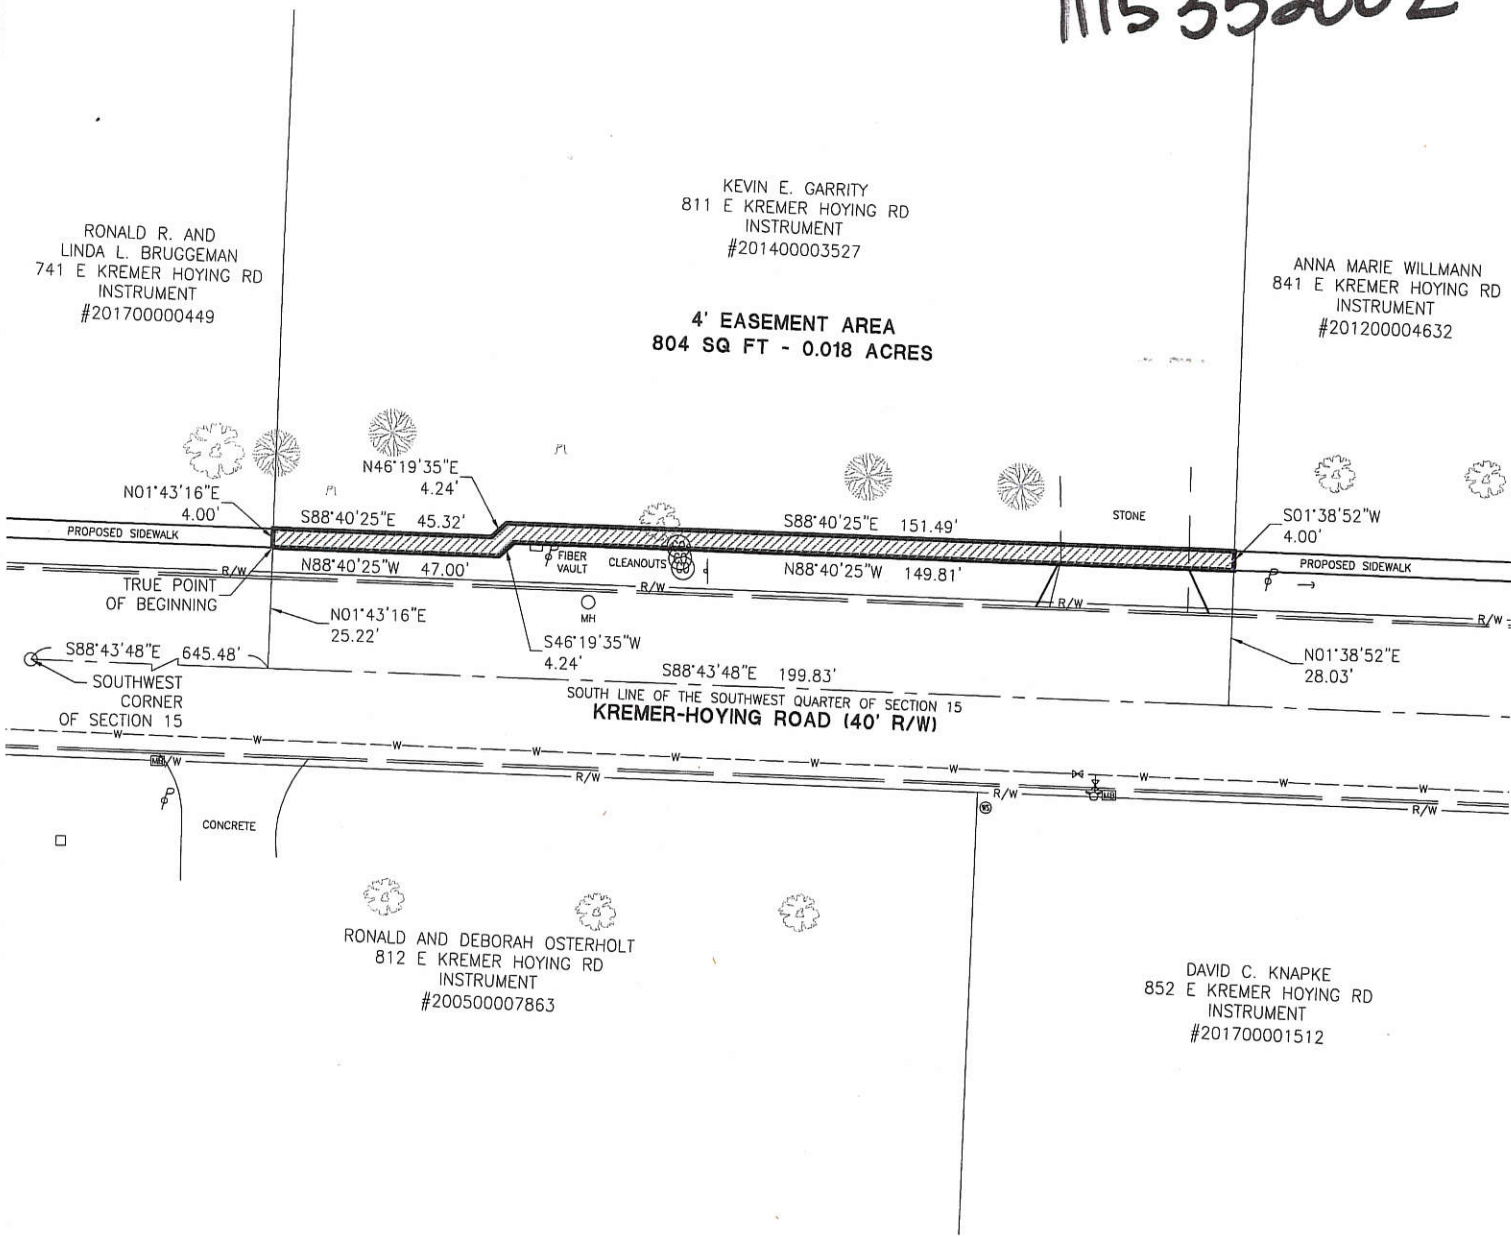 KEVIN E. GARRITY
811 E KREMER HOYING RD
INSTRUMENT
#201400003527
RONALD R. AND
LINDA L. BRUGGEMAN
741 E KREMER HOYING RD
INSTRUMENT
#201700000449
ANNA MARIE WILLMANN
841 E KREMER HOYING RD
INSTRUMENT
#201200004632
4' EASEMENT AREA
804 SQ FT - 0.018 ACRES
N46°19'35"E
4.24'
N01°43'16"E
4.00'
S88°40'25"E 45.32'
S88°40'25"E 151.49'
STONE
S01°38'52"W
4.00'
PROPOSED SIDEWALK
FIBER
VAULT
CLEANOUTS
N88°40'25"W 47.00'
N88°40'25"W 149.81'
PROPOSED SIDEWALK
R/W
R/W
R/W
R/W
TRUE POINT
OF BEGINNING
MH
N01°43'16"E
25.22'
S46°19'35"W
4.24'
N01°38'52"E
28.03'
S88°43'48"E 645.48'
S88°43'48"E 199.83'
SOUTHWEST
CORNER
OF SECTION 15
SOUTH LINE OF THE SOUTHWEST QUARTER OF SECTION 15
KREMER-HOYING ROAD (40' R/W)
W W W W W W W W W W
R/W
R/W
R/W
R/W
MB
MB
WS
CONCRETE
RONALD AND DEBORAH OSTERHOLT
812 E KREMER HOYING RD
INSTRUMENT
#200500007863
DAVID C. KNAPKE
852 E KREMER HOYING RD
INSTRUMENT
#201700001512